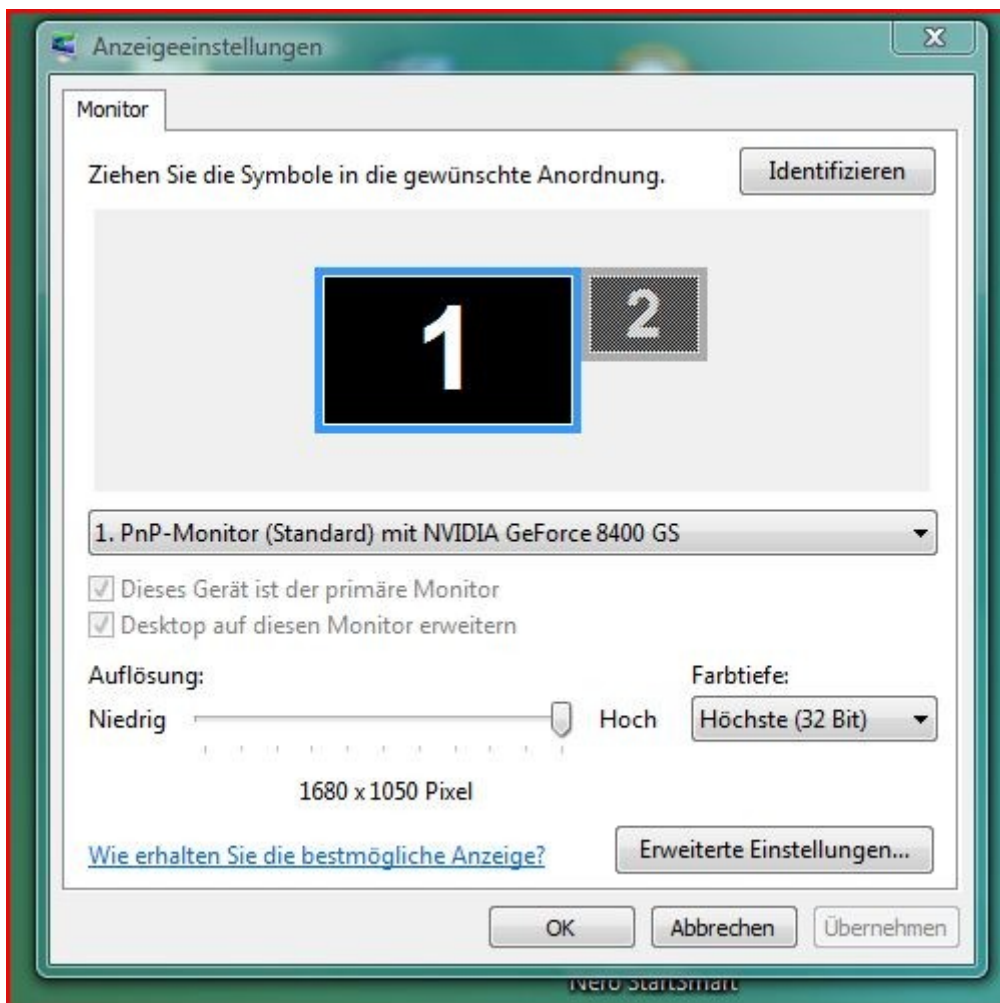 Anzeigeeinstellungen
Monitor
Ziehen Sie die Symbole in die gewünschte Anordnung.
Identifizieren
1
2
1. PnP-Monitor (Standard) mit NVIDIA GeForce 8400 GS
Dieses Gerät ist der primäre Monitor
Desktop auf diesen Monitor erweitern
Auflösung:
Farbtiefe:
Niedrig
Hoch
Höchste (32 Bit)
1680 x 1050 Pixel
Wie erhalten Sie die bestmögliche Anzeige?
Erweiterte Einstellungen...
OK
Abbrechen
Übernehmen
Nero StartSmart